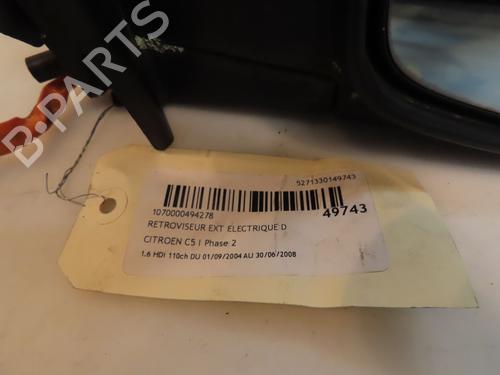 B-PARTS
5271330149743
1070000494278
49743
RETROVISEUR EXT ELECTRIQUE D
CITROEN C5 I Phase 2
1.6 HDI 110ch DU 01/09/2004 AU 30/06/2008